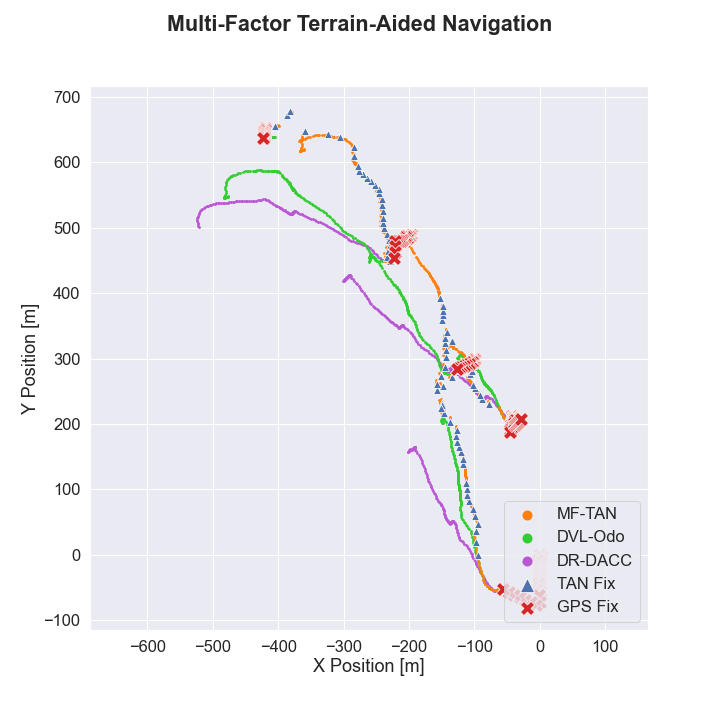 Multi-Factor Terrain-Aided Navigation
700
600
500
400
300
200
100
0
−100
Y Position [m]
−600
−500
−400
−300
−200
−100
0
100
X Position [m]
MF-TAN
DVL-Odo
DR-DACC
TAN Fix
GPS Fix